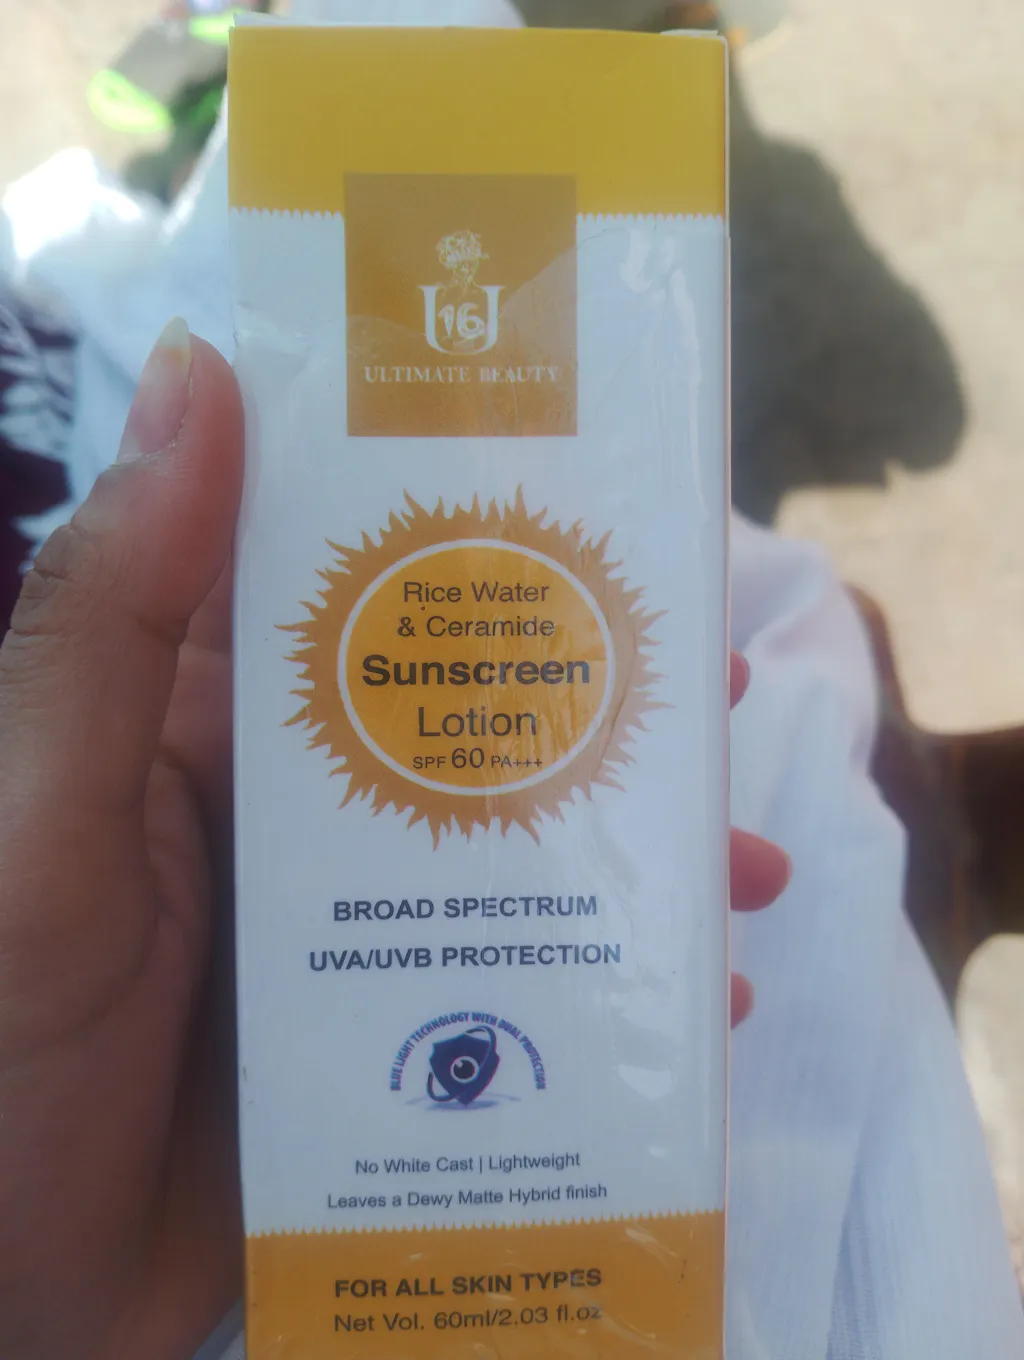 U16
ULTIMATE BEAUTY
Rice Water
& Ceramide
Sunscreen
Lotion
SPF 60 PA+++
BROAD SPECTRUM
UVA/UVB PROTECTION
BLUE LIGHT TECHNOLOGY WITH DUAL PROTECTION
No White Cast | Lightweight
Leaves a Dewy Matte Hybrid finish
FOR ALL SKIN TYPES
Net Vol. 60ml/2.03 fl.oz